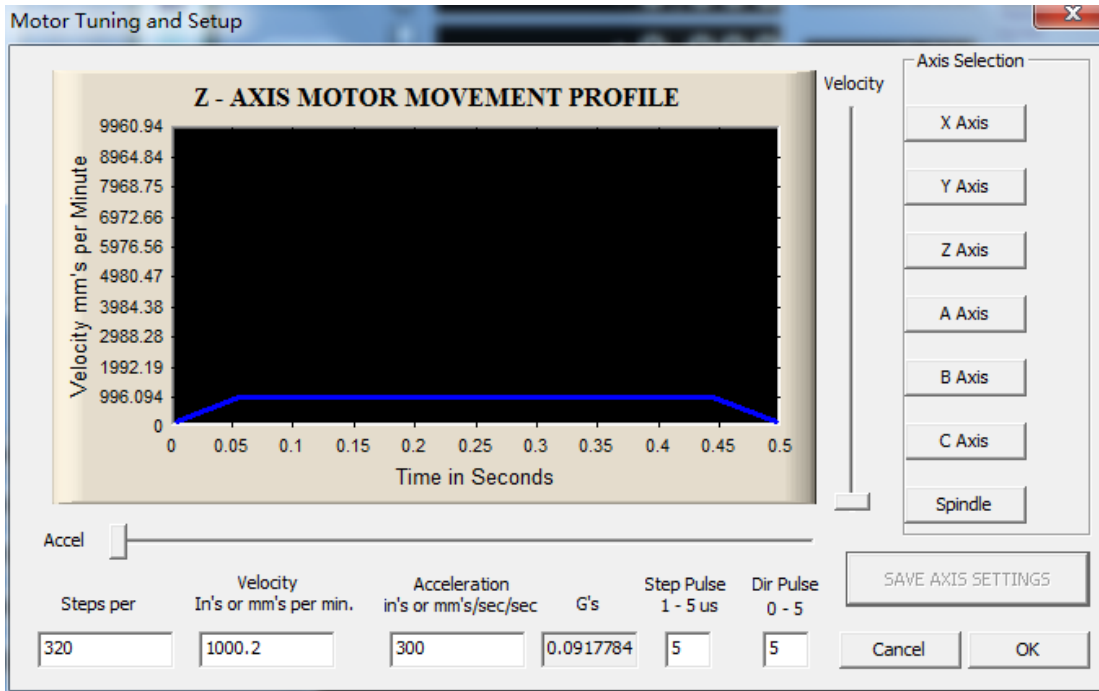 Motor Tuning and Setup
x
Z - AXIS MOTOR MOVEMENT PROFILE
Velocity mm's per Minute
9960.94
8964.84
7968.75
6972.66
5976.56
4980.47
3984.38
2988.28
1992.19
996.094
0
0 0.05 0.1 0.15 0.2 0.25 0.3 0.35 0.4 0.45 0.5
Time in Seconds
Velocity
Axis Selection
X Axis
Y Axis
Z Axis
A Axis
B Axis
C Axis
Spindle
Accel
Steps per
320
Velocity
In's or mm's per min.
1000.2
Acceleration
in's or mm's/sec/sec
300
G's
0.0917784
Step Pulse
1 - 5 us
5
Dir Pulse
0 - 5
5
SAVE AXIS SETTINGS
Cancel
OK